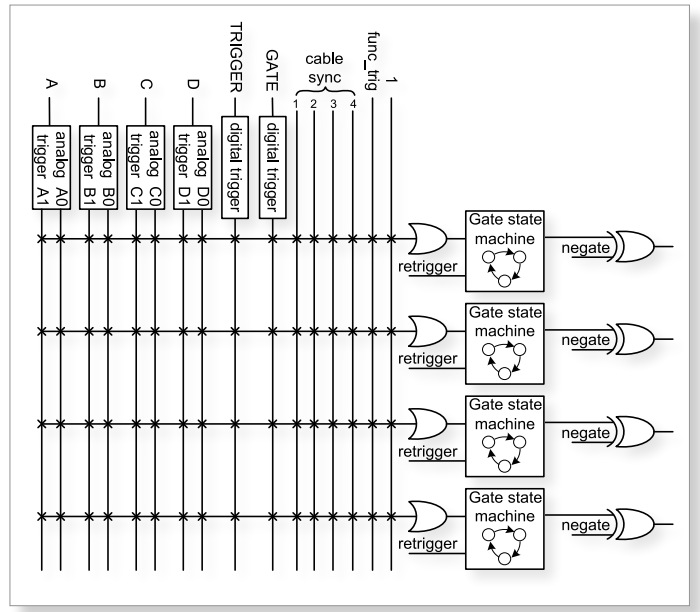 A
B
C
D
TRIGGER
GATE
cable
sync
func_trig
1
1 2 3 4
analog A0
trigger A1
analog B0
trigger B1
analog C0
trigger C1
analog D0
trigger D1
digital trigger
digital trigger
Gate state
machine
retrigger
negate
Gate state
machine
retrigger
negate
Gate state
machine
retrigger
negate
Gate state
machine
retrigger
negate